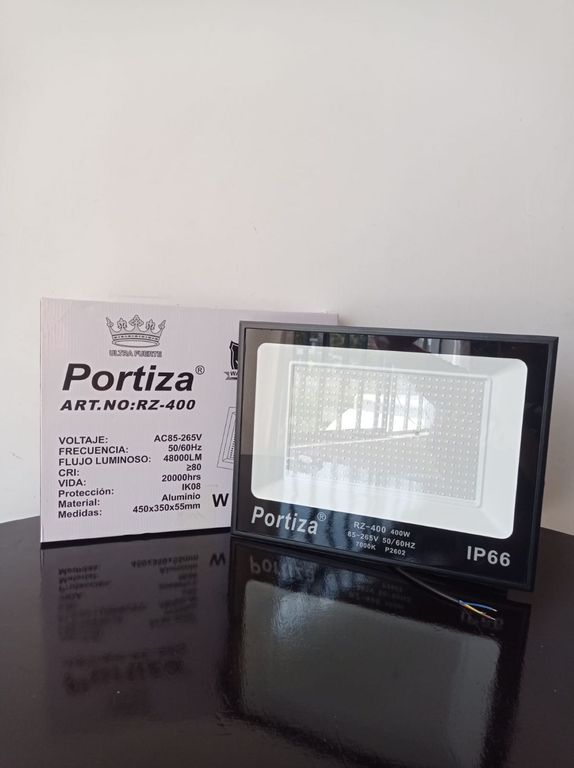 ULTRA FUERTE
Portiza®
ART.NO:RZ-400
VOLTAJE: AC85-265V
FRECUENCIA: 50/60Hz
FLUJO LUMINOSO: 48000LM
CRI: ≥80
VIDA: 20000hrs
Protección: IK08
Material: Aluminio
Medidas: 450x350x55mm
W
Portiza®
RZ-400 400W
85-265V 50/60HZ
7000K P2602
IP66